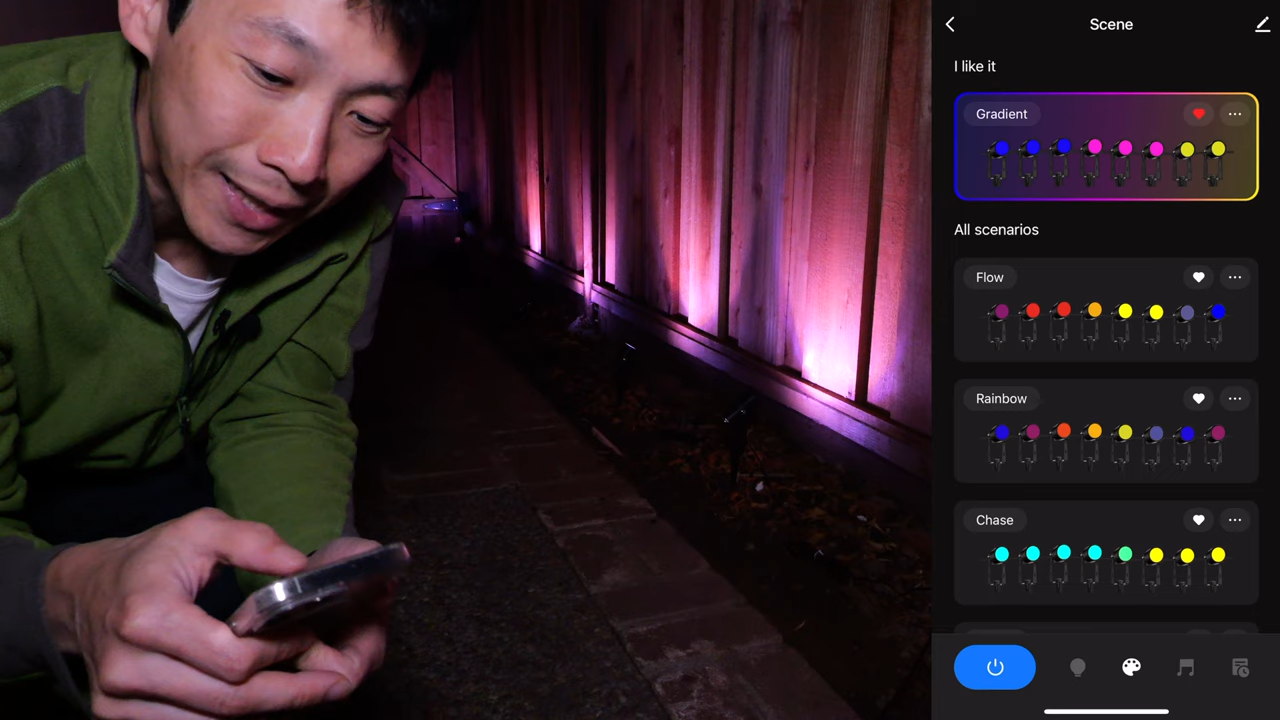 Scene
I like it
Gradient
All scenarios
Flow
Rainbow
Chase